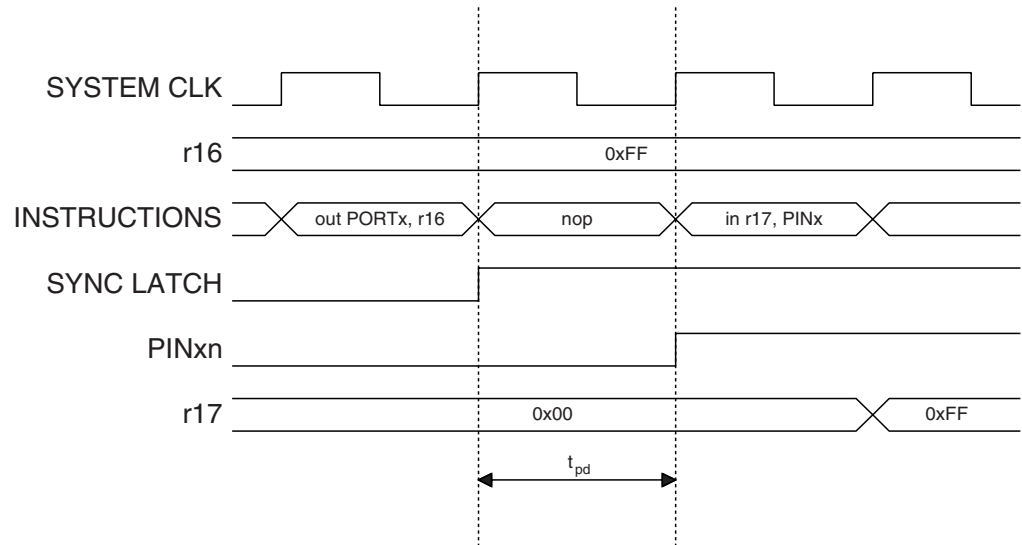 SYSTEM CLK
r16
0xFF
INSTRUCTIONS
out PORTx, r16
nop
in r17, PINx
SYNC LATCH
PINxn
r17
0x00
0xFF
tpd